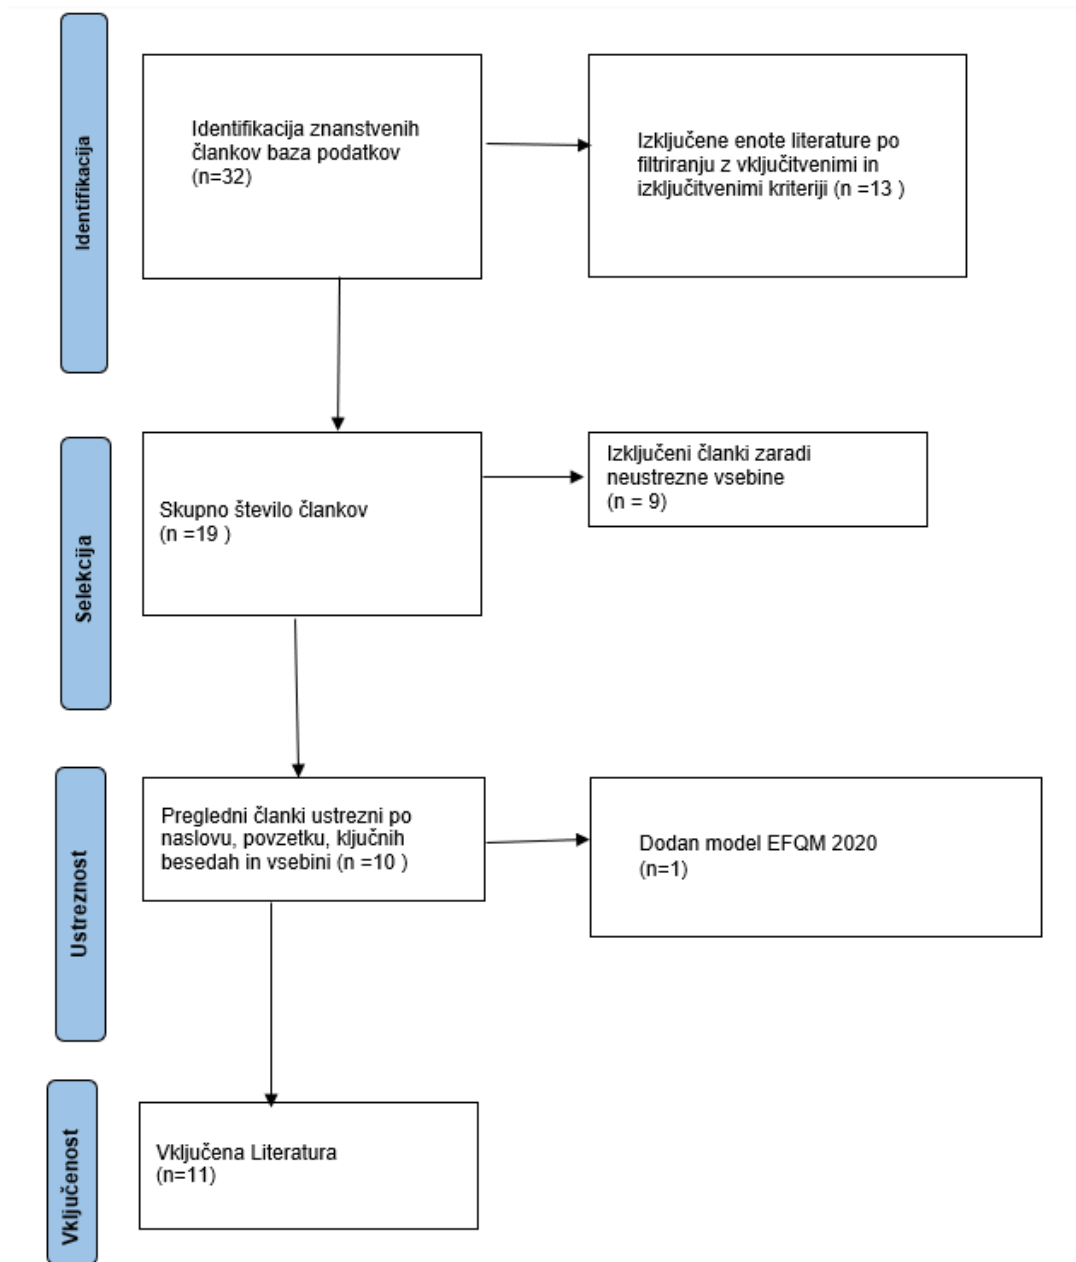 Identifikacija
Identifikacija znanstvenih
člankov baza podatkov
(n=32)
Izključene enote literature po
filtriranju z vključitvenimi in
izključitvenimi kriteriji (n =13 )
Selekcija
Skupno število člankov
(n =19 )
Izključeni članki zaradi
neustrezne vsebine
(n = 9)
Ustreznost
Pregledni članki ustrezni po
naslovu, povzetku, ključnih
besedah in vsebini (n =10 )
Dodan model EFQM 2020
(n=1)
Vključenost
Vključena Literatura
(n=11)